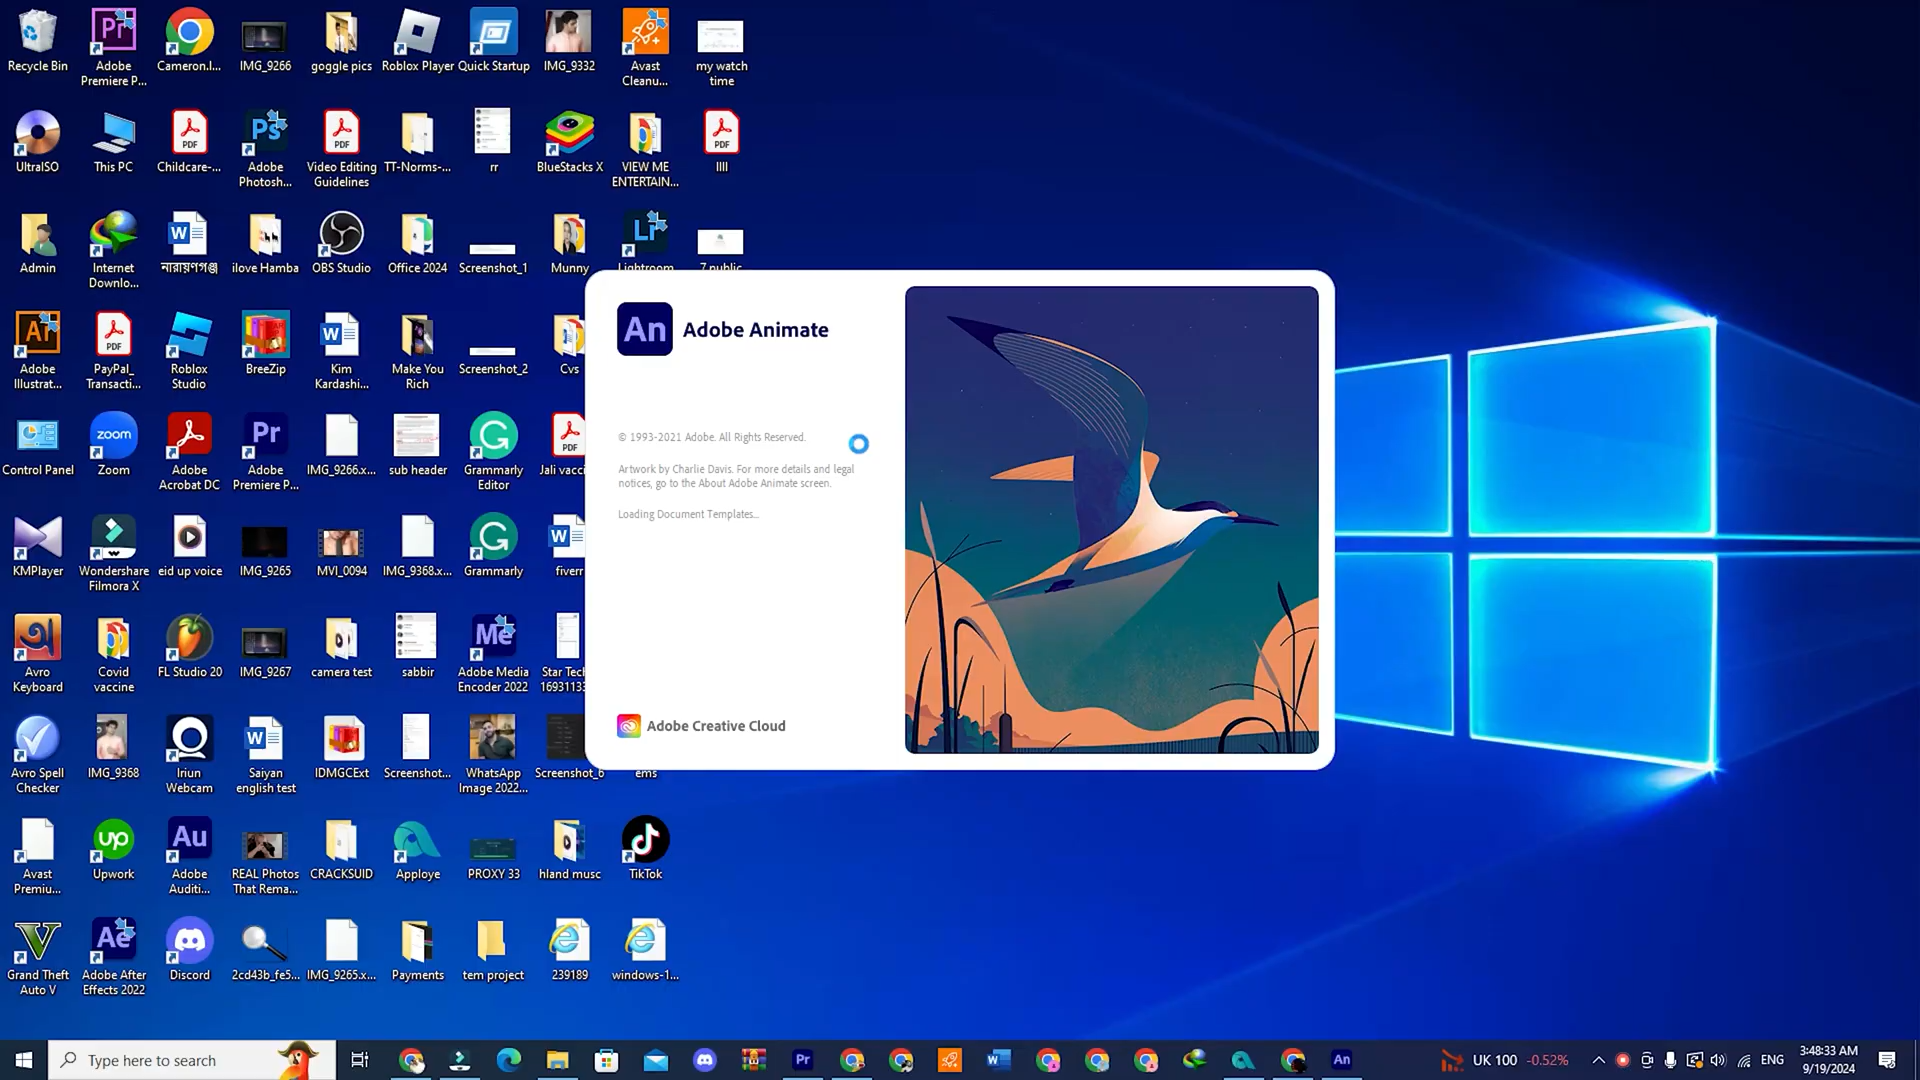 Recycle Bin
Adobe
Premiere P...
Cameron.l...
IMG_9266
goggle pics
Roblox Player
Quick Startup
IMG_9332
Avast
Cleanu...
my watch
time
UltraISO
This PC
Childcare-...
Adobe
Photosh...
Video Editing
Guidelines
TT-Norms-...
rr
BlueStacks X
VIEW ME
ENTERTAIN...
llll
Admin
Internet
Downlo...
নারায়ণগঞ্জ
ilove Hamba
OBS Studio
Office 2024
Screenshot_1
Munny
Lightroom
7 public
Adobe
Illustrat...
PayPal_
Transacti...
Roblox
Studio
BreeZip
Kim
Kardashi...
Make You
Rich
Screenshot_2
Cvs
An Adobe Animate
© 1993-2021 Adobe. All Rights Reserved.
Artwork by Charlie Davis. For more details and legal
notices, go to the About Adobe Animate screen.
Loading Document Templates...
Adobe Creative Cloud
Control Panel
Zoom
Adobe
Acrobat DC
Adobe
Premiere P...
IMG_9266.x...
sub header
Grammarly
Editor
Jali vacci
KMPlayer
Wondershare
Filmora X
eid up voice
IMG_9265
MVI_0094
IMG_9368.x...
Grammarly
fiverr
Avro
Keyboard
Covid
vaccine
FL Studio 20
IMG_9267
camera test
sabbir
Adobe Media
Encoder 2022
Star Tech
1693113
Avro Spell
Checker
IMG_9368
Iriun
Webcam
Saiyan
english test
IDMGCExt
Screenshot...
WhatsApp
Image 2022...
Screenshot_6
ems
Avast
Premiu...
Upwork
Adobe
Auditi...
REAL Photos
That Rema...
CRACKSUID
Apploye
PROXY 33
hland musc
TikTok
Grand Theft
Auto V
Adobe After
Effects 2022
Discord
2cd43b_fe5...
IMG_9265.x...
Payments
tem project
239189
windows-1...
Type here to search
UK 100 -0.52%
ENG
3:48:33 AM
9/19/2024